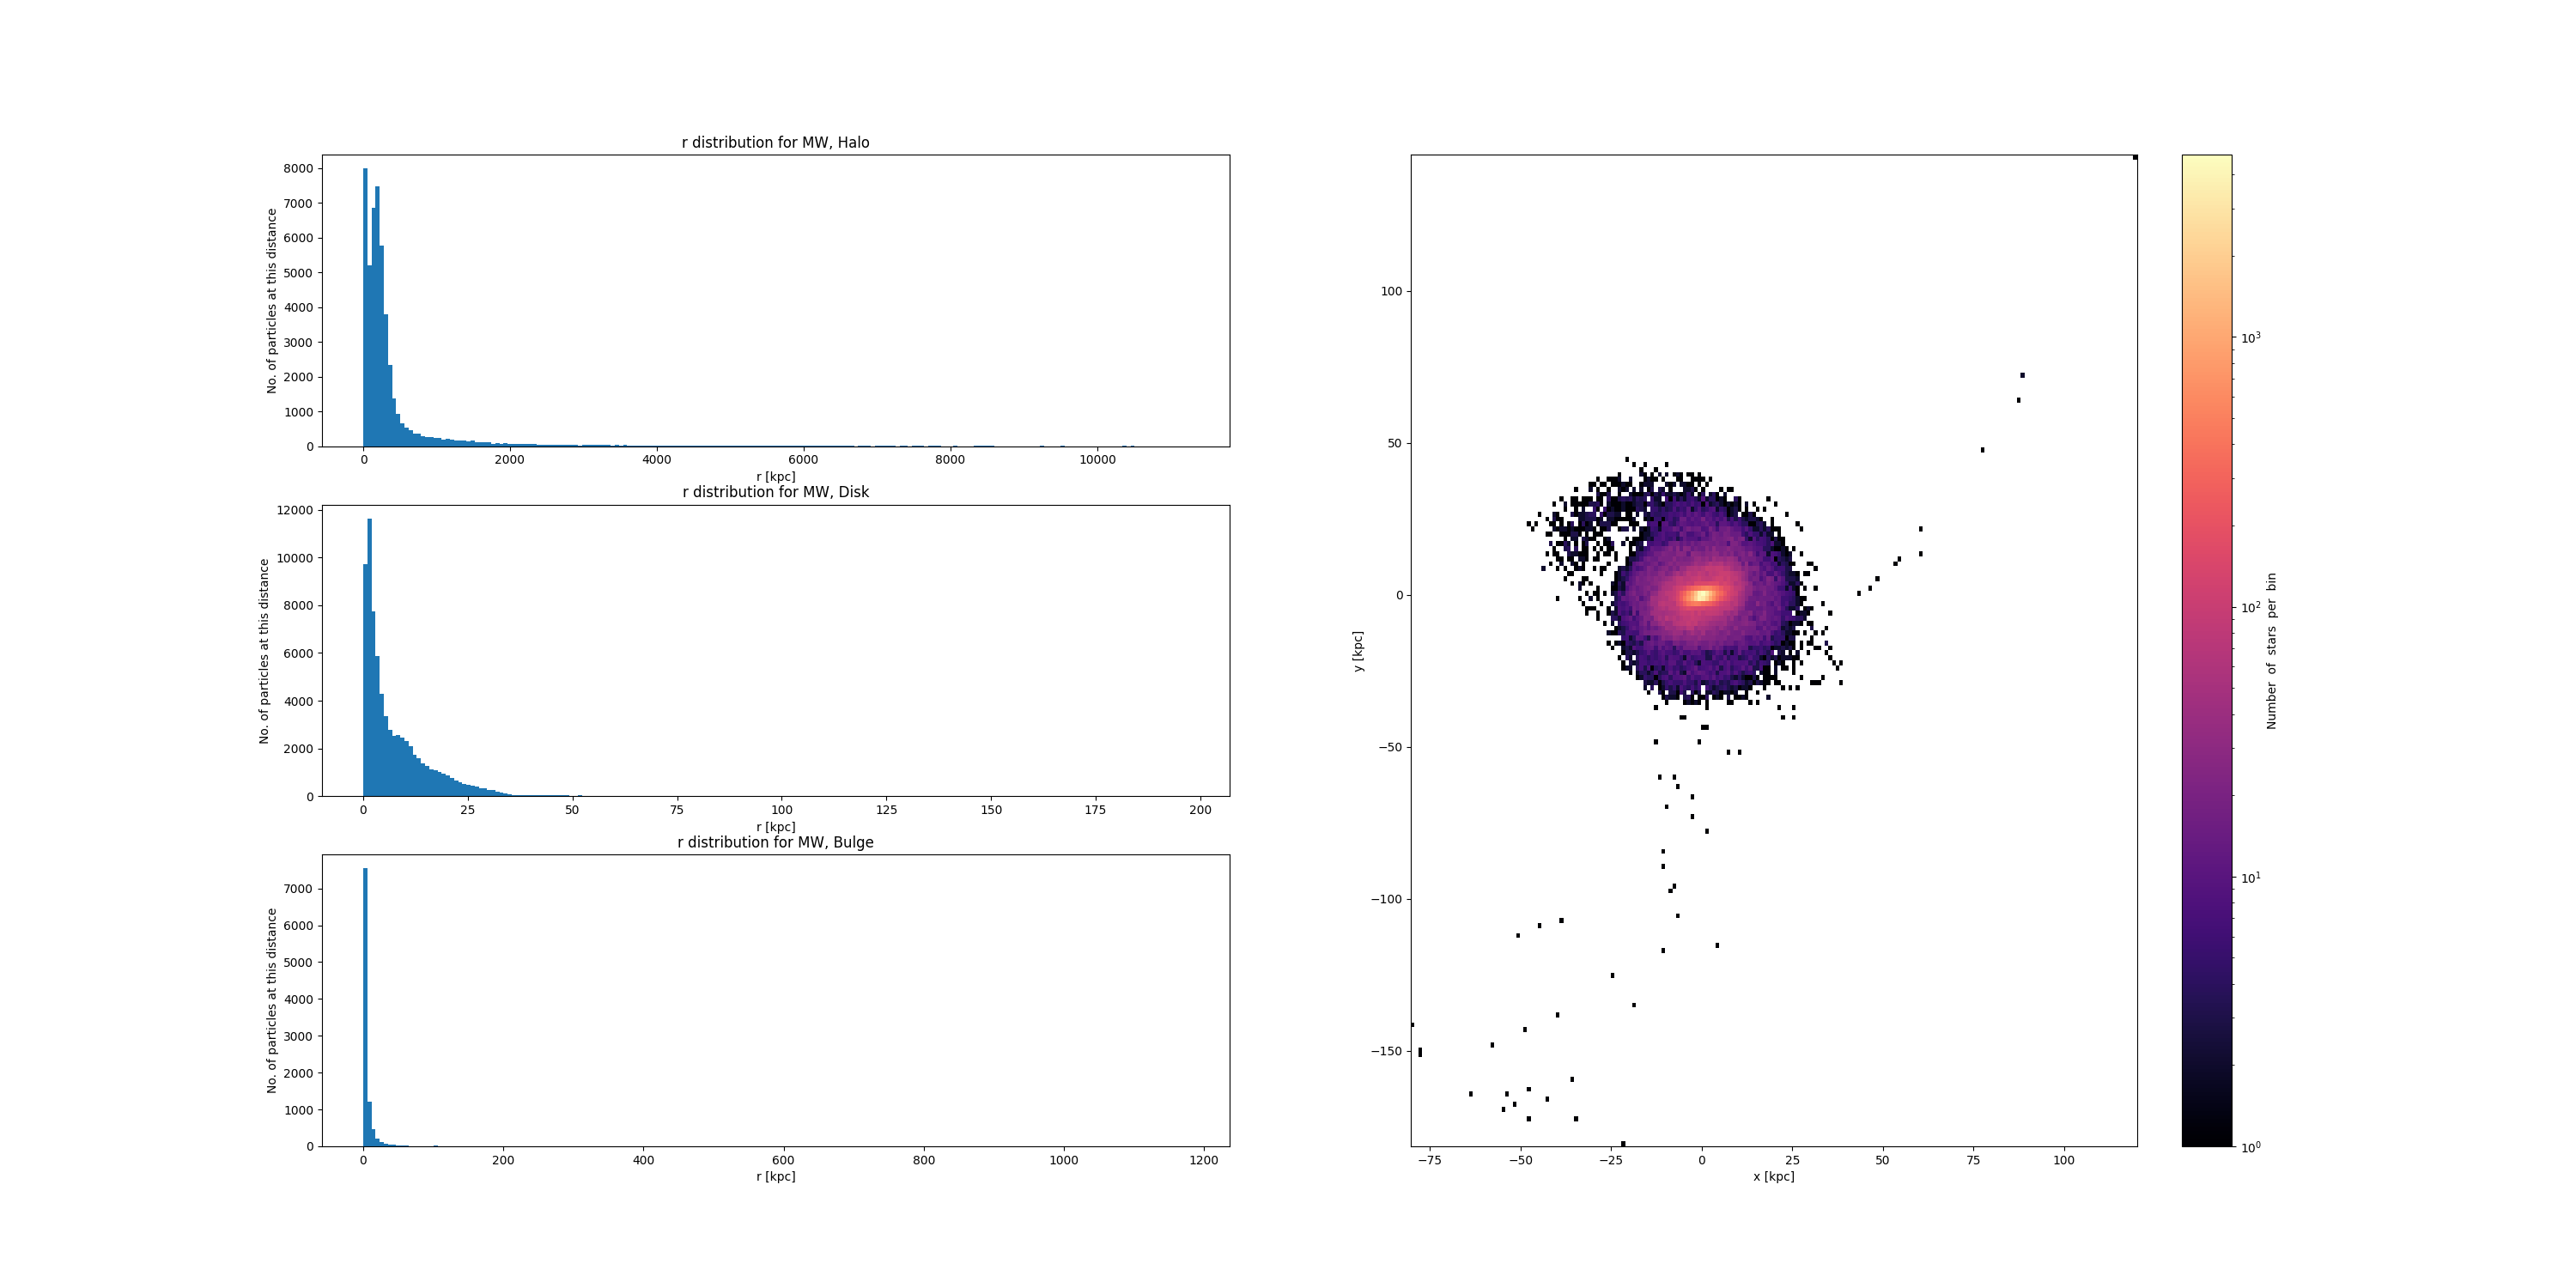 r distribution for MW, Halo
No. of particles at this distance
8000
7000
6000
5000
4000
3000
2000
1000
0
0 2000 4000 6000 8000 10000
r [kpc]
r distribution for MW, Disk
No. of particles at this distance
12000
10000
8000
6000
4000
2000
0
0 25 50 75 100 125 150 175 200
r [kpc]
r distribution for MW, Bulge
No. of particles at this distance
7000
6000
5000
4000
3000
2000
1000
0
0 200 400 600 800 1000 1200
r [kpc]
y [kpc]
100
50
0
−50
−100
−150
−75 −50 −25 0 25 50 75 100
x [kpc]
10³
10²
10¹
10⁰
Number of stars per bin